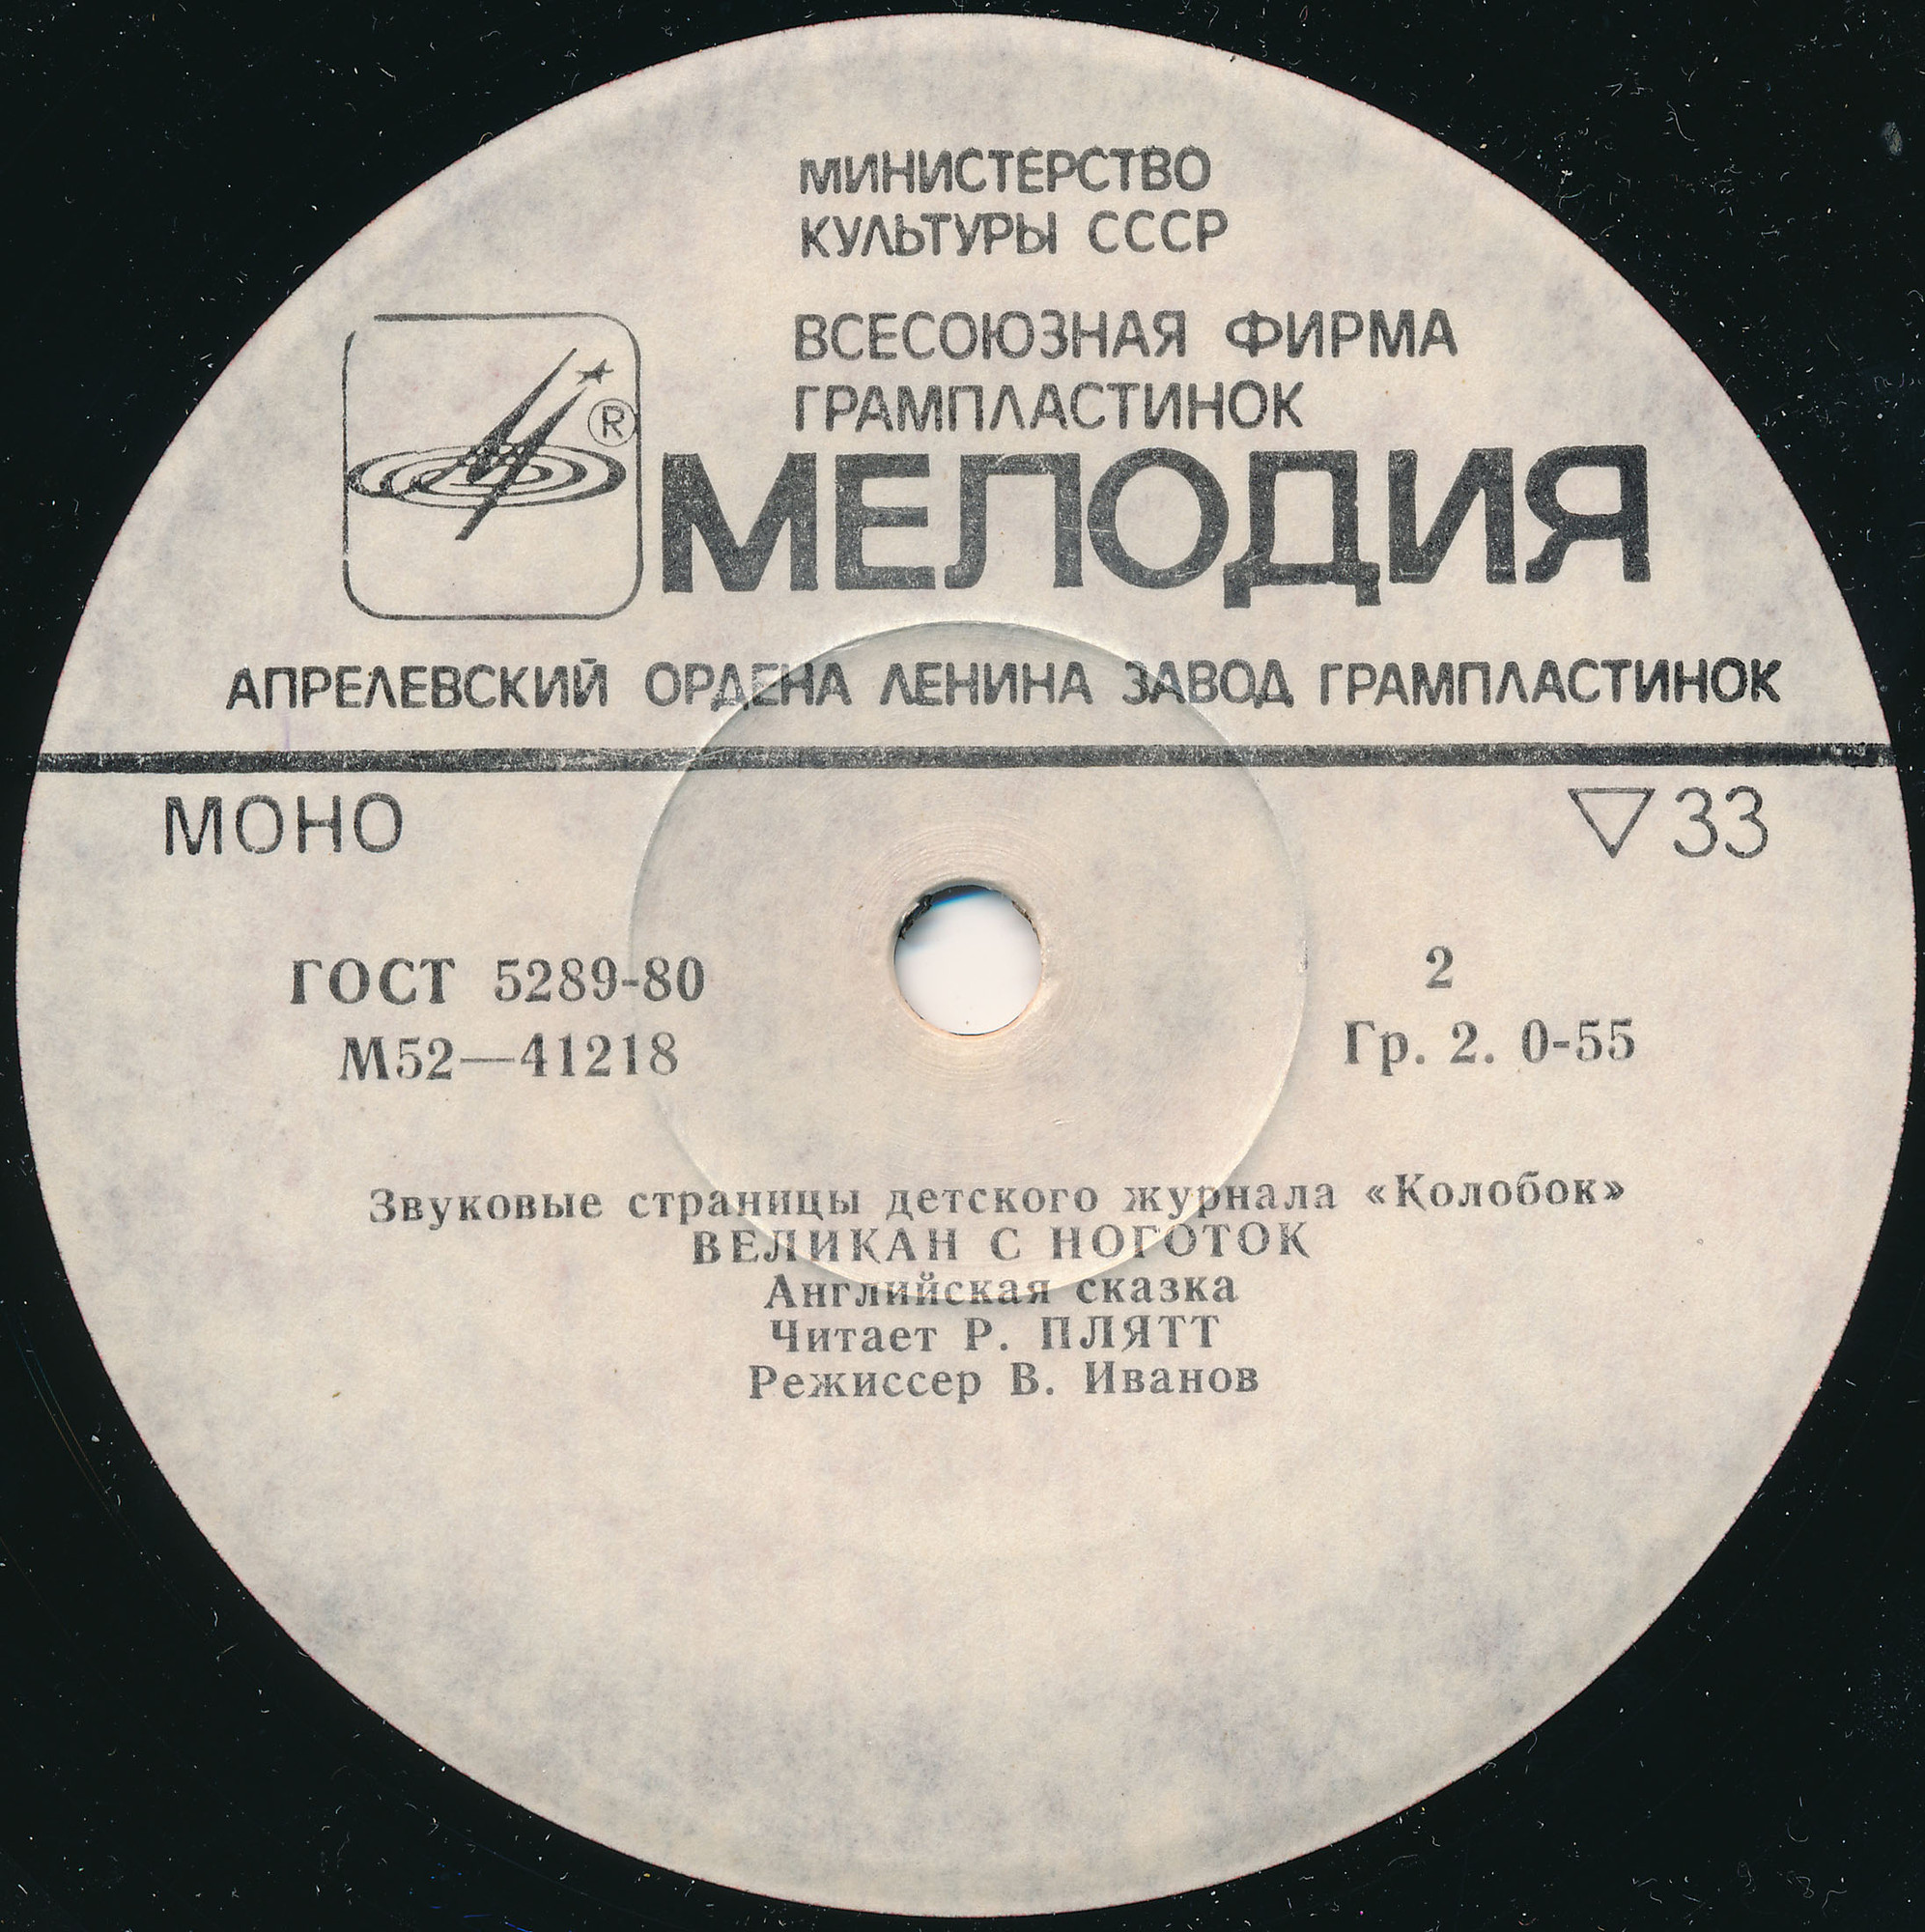 МИНИСТЕРСТВО
КУЛЬТУРЫ СССР
ВСЕСОЮЗНАЯ ФИРМА
ГРАМПЛАСТИНОК
®
МЕЛОДИЯ
АПРЕЛЕВСКИЙ ОРДЕНА ЛЕНИНА ЗАВОД ГРАМПЛАСТИНОК
МОНО
▽ 33
ГОСТ 5289-80
2
М52—41218
Гр. 2. 0-55
Звуковые страницы детского журнала «Колобок»
ВЕЛИКАН С НОГОТОК
Английская сказка
Читает Р. ПЛЯТТ
Режиссер В. Иванов